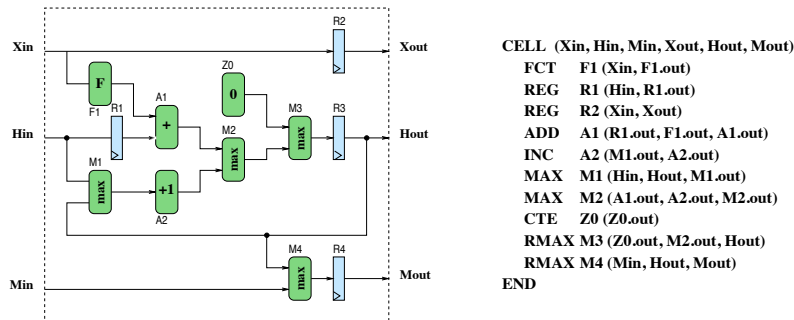 R2
Xin
Xout
Z0
F
A1
0
F1
R1
M3
R3
+
M2
Hin
max
Hout
M1
max
max
+1
A2
M4
R4
Min
max
Mout
CELL (Xin, Hin, Min, Xout, Hout, Mout)
FCT F1 (Xin, F1.out)
REG R1 (Hin, R1.out)
REG R2 (Xin, Xout)
ADD A1 (R1.out, F1.out, A1.out)
INC A2 (M1.out, A2.out)
MAX M1 (Hin, Hout, M1.out)
MAX M2 (A1.out, A2.out, M2.out)
CTE Z0 (Z0.out)
RMAX M3 (Z0.out, M2.out, Hout)
RMAX M4 (Min, Hout, Mout)
END